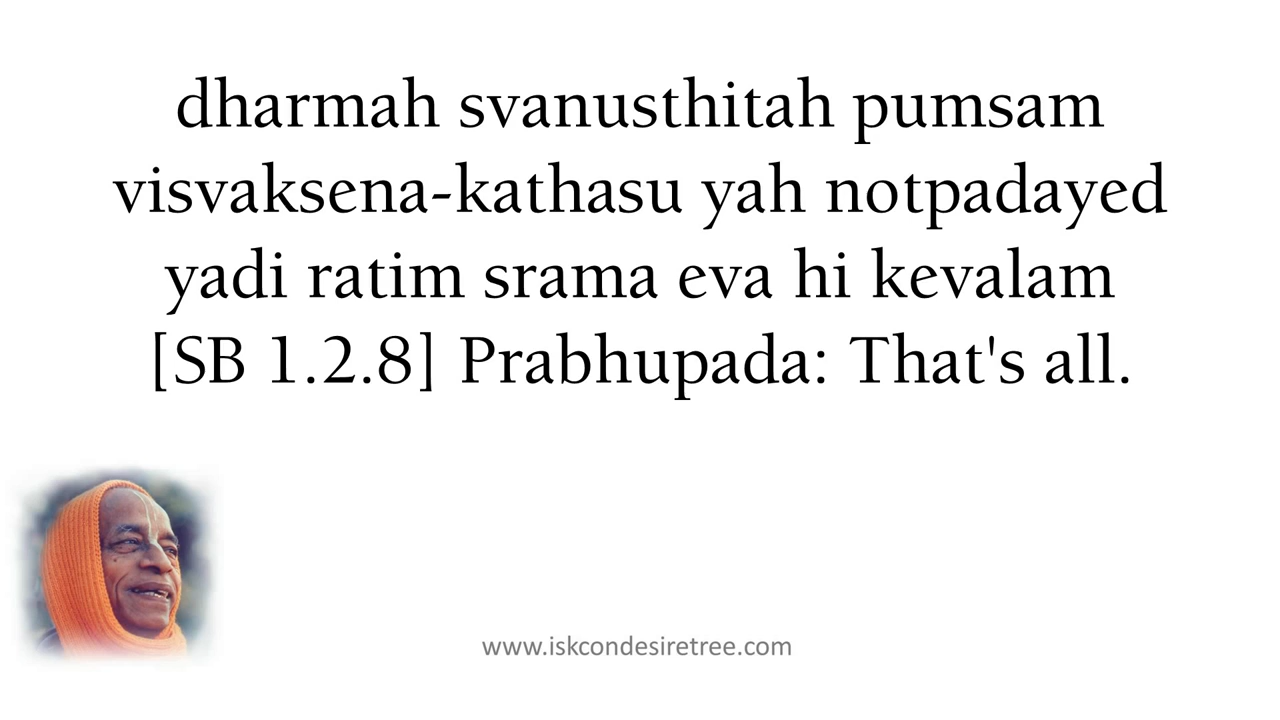 dharmah svanusthitah pumsam
visvaksena-kathasu yah notpadayed
yadi ratim srama eva hi kevalam
[SB 1.2.8] Prabhupada: That's all.
www.iskcondesiretree.com